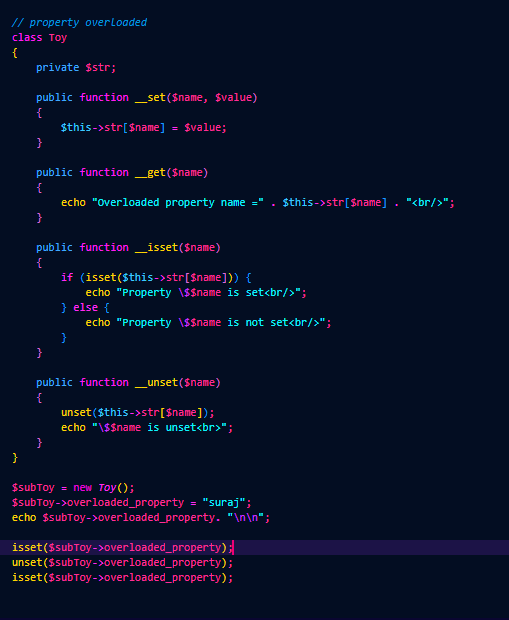 // property overloaded
class Toy
{
    private $str;

    public function __set($name, $value)
    {
        $this->str[$name] = $value;
    }

    public function __get($name)
    {
        echo "Overloaded property name =" . $this->str[$name] . "<br/>";
    }

    public function __isset($name)
    {
        if (isset($this->str[$name])) {
            echo "Property \$$name is set<br/>";
        } else {
            echo "Property \$$name is not set<br/>";
        }
    }

    public function __unset($name)
    {
        unset($this->str[$name]);
        echo "\$$name is unset<br>";
    }
}

$subToy = new Toy();
$subToy->overloaded_property = "suraj";
echo $subToy->overloaded_property. "\n\n";

isset($subToy->overloaded_property);
unset($subToy->overloaded_property);
isset($subToy->overloaded_property);